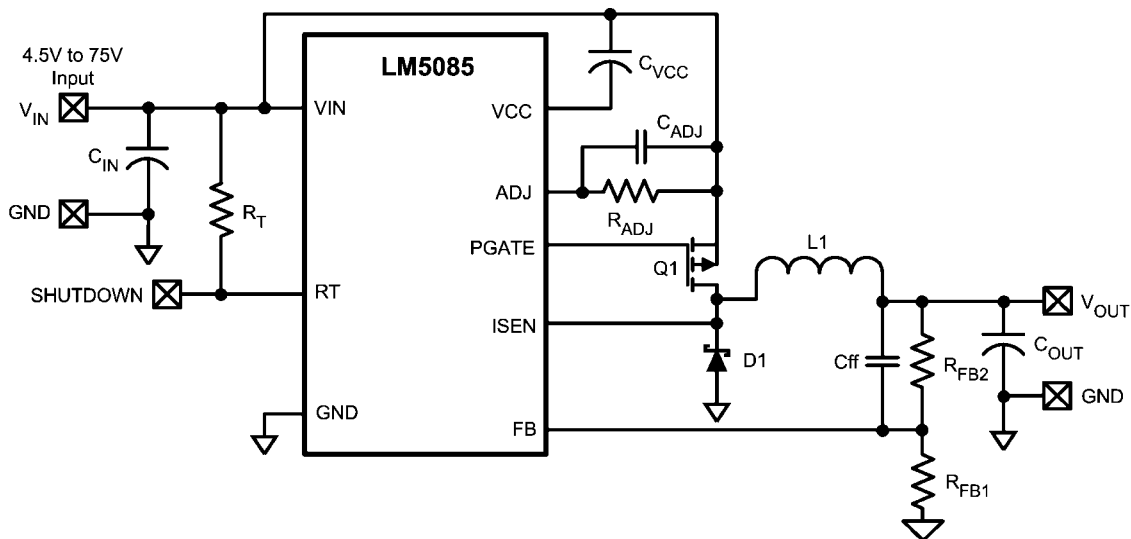 4.5V to 75V
Input
V_IN
C_IN
GND
R_T
SHUTDOWN
LM5085
VIN
RT
GND
VCC
ADJ
PGATE
ISEN
FB
C_VCC
C_ADJ
R_ADJ
Q1
L1
D1
Cff
R_FB2
R_FB1
V_OUT
C_OUT
GND